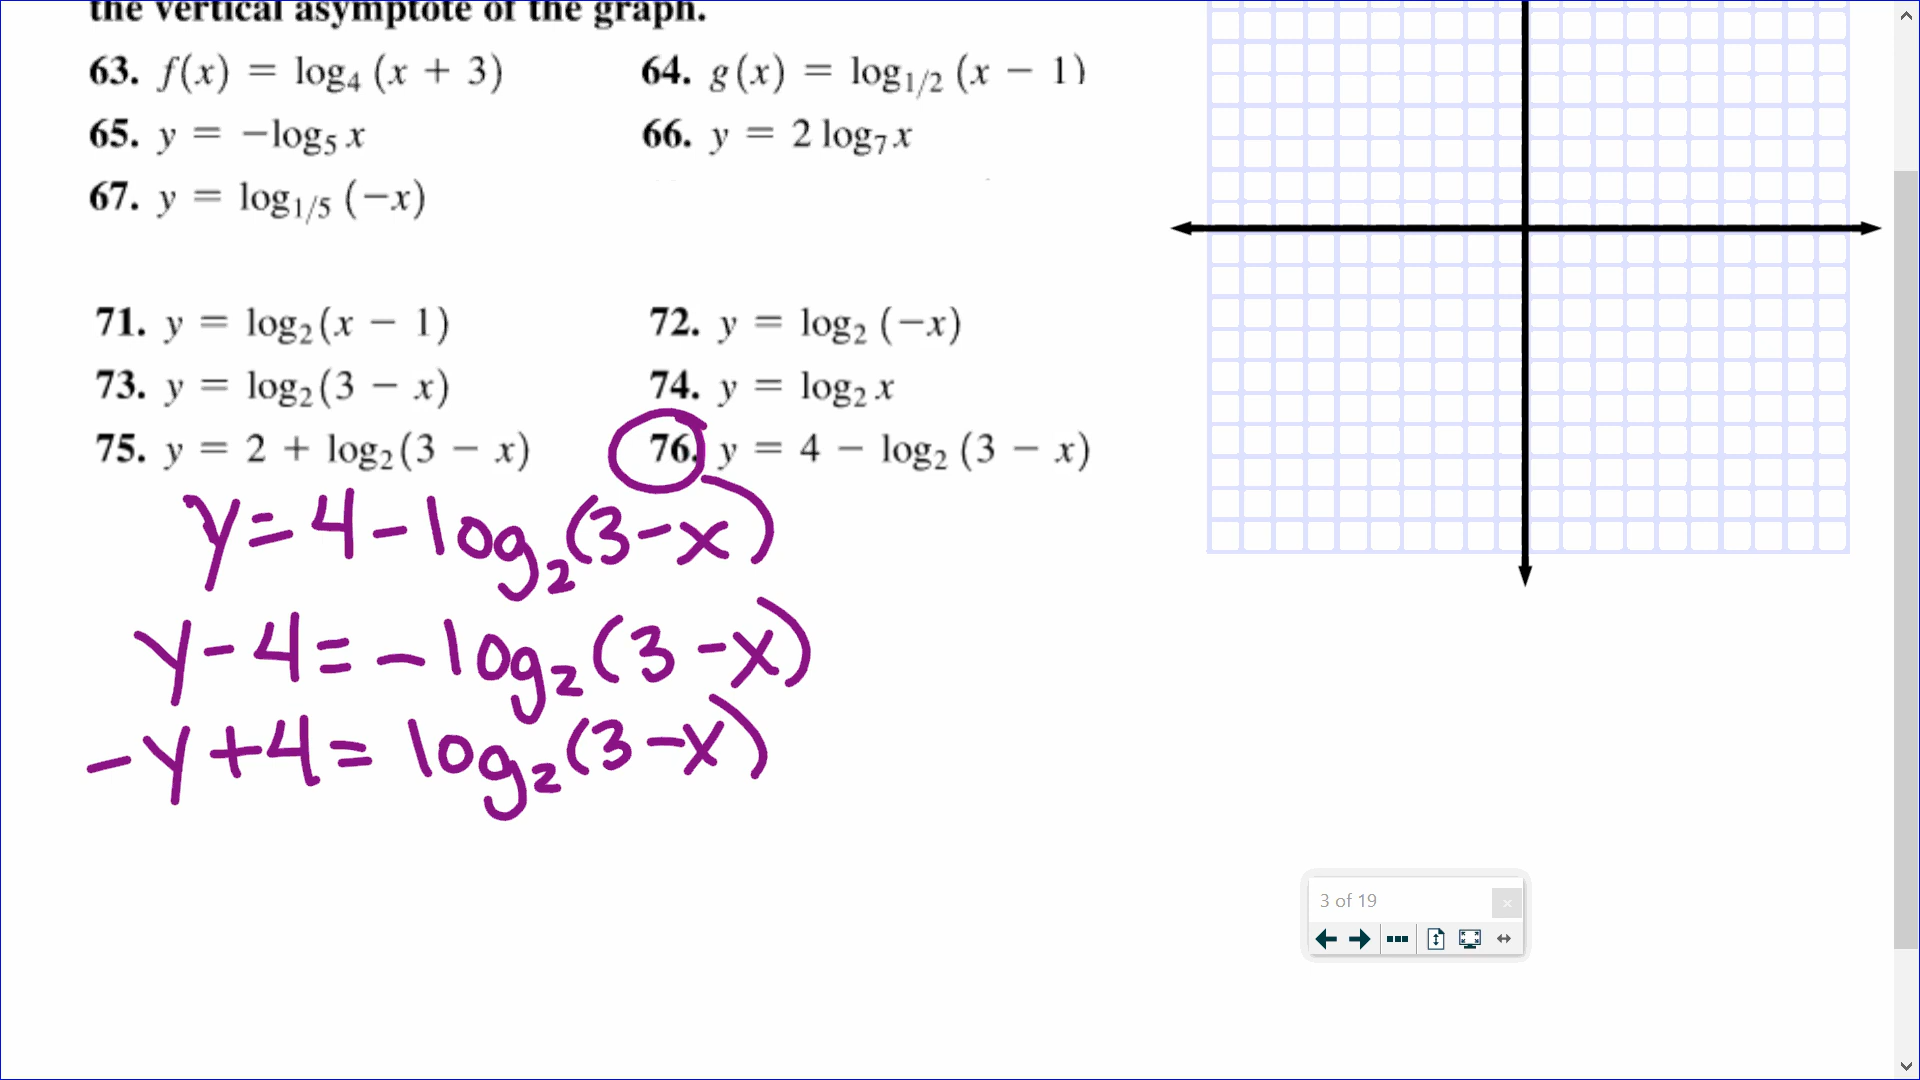 the vertical asymptote of the graph.
63. f(x) = log₄ (x + 3) 64. g(x) = log₁/₂ (x − 1)
65. y = −log₅ x 66. y = 2 log₇ x
67. y = log₁/₅ (−x)
71. y = log₂(x − 1) 72. y = log₂ (−x)
73. y = log₂(3 − x) 74. y = log₂ x
75. y = 2 + log₂(3 − x) 76. y = 4 − log₂ (3 − x)
y = 4 − log₂(3 − x)
y − 4 = − log₂(3 − x)
−y + 4 = log₂(3 − x)
3 of 19